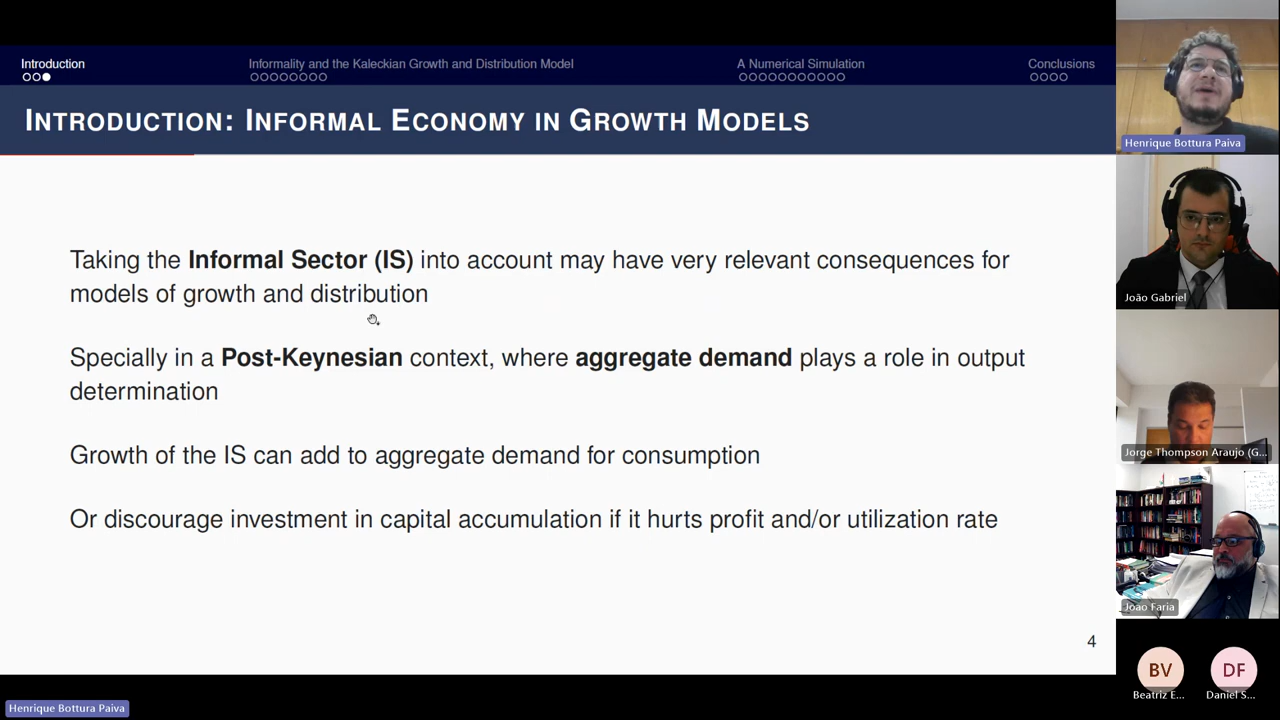 Introduction
Informality and the Kaleckian Growth and Distribution Model
A Numerical Simulation
Conclusions
INTRODUCTION: INFORMAL ECONOMY IN GROWTH MODELS
Taking the Informal Sector (IS) into account may have very relevant consequences for
models of growth and distribution
Specially in a Post-Keynesian context, where aggregate demand plays a role in output
determination
Growth of the IS can add to aggregate demand for consumption
Or discourage investment in capital accumulation if it hurts profit and/or utilization rate
4
Henrique Bottura Paiva
João Gabriel
Jorge Thompson Araujo (G...
Joao Faria
BV
DF
Beatriz E...
Daniel S...
Henrique Bottura Paiva